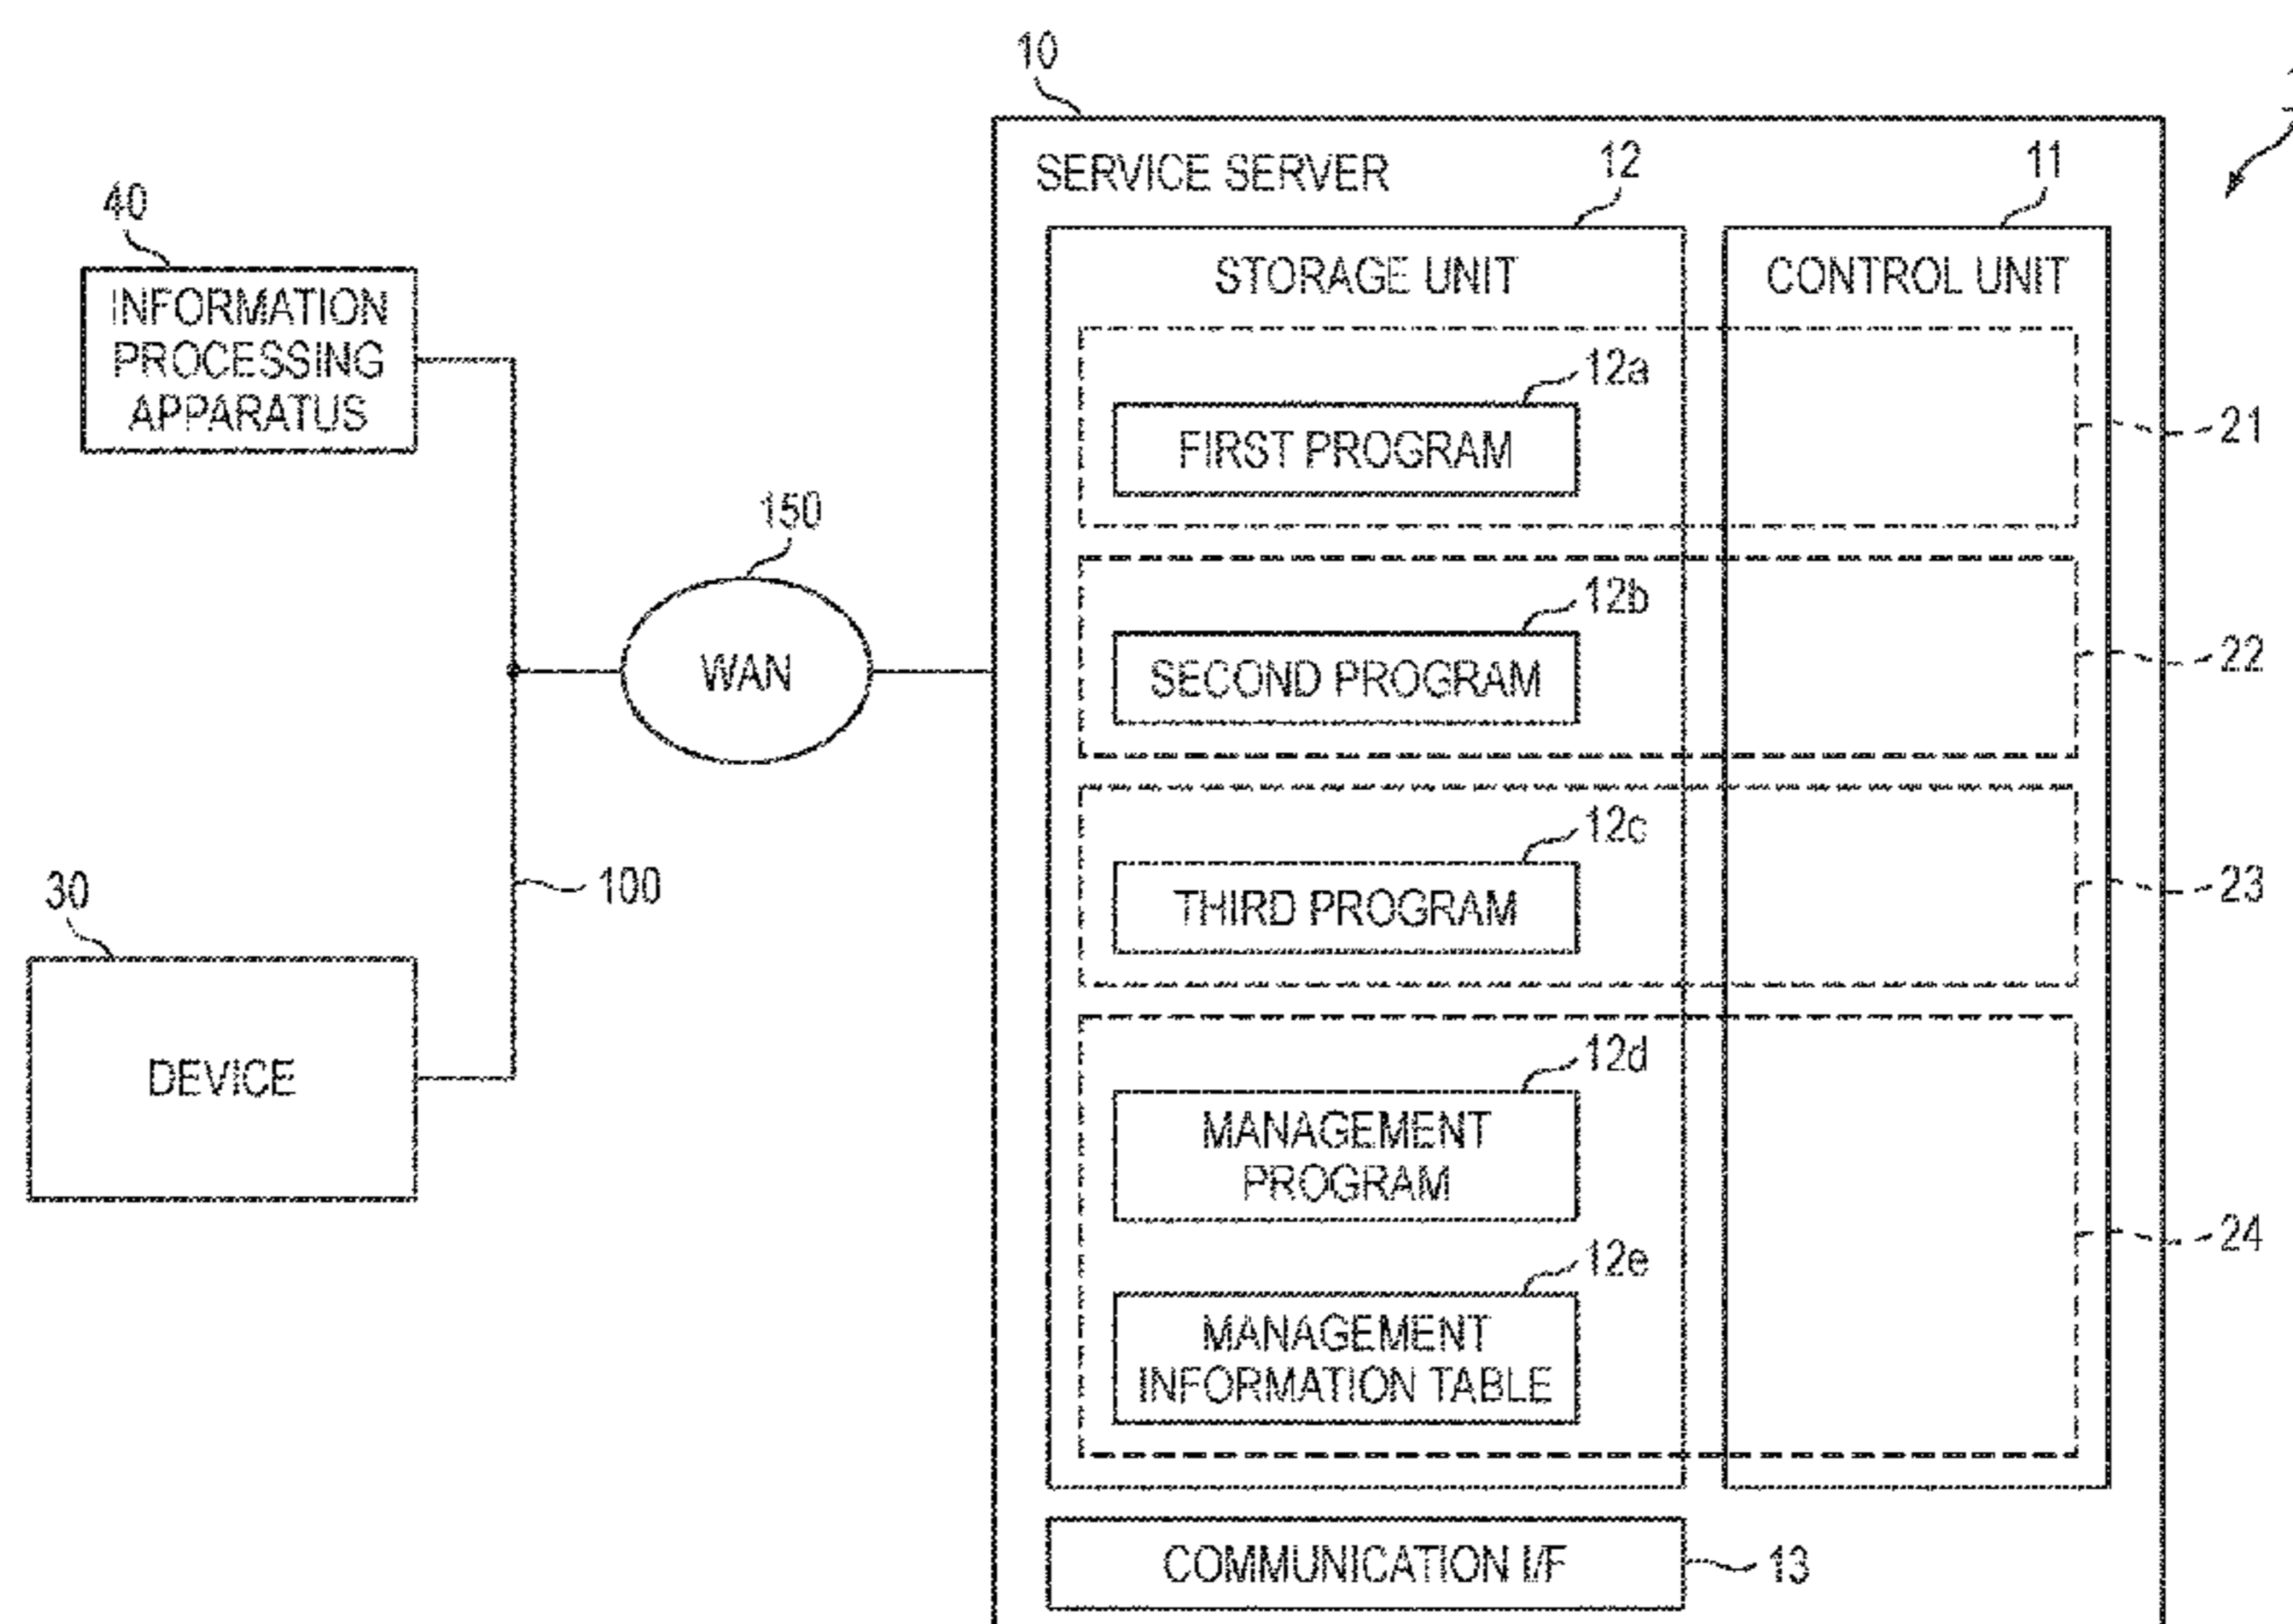 10
SERVICE SERVER
12
11
40
INFORMATION
PROCESSING
APPARATUS
STORAGE UNIT
CONTROL UNIT
12a
FIRST PROGRAM
21
150
WAN
12b
SECOND PROGRAM
22
12c
THIRD PROGRAM
23
30
DEVICE
100
12d
MANAGEMENT
PROGRAM
12e
MANAGEMENT
INFORMATION TABLE
24
COMMUNICATION I/F
13